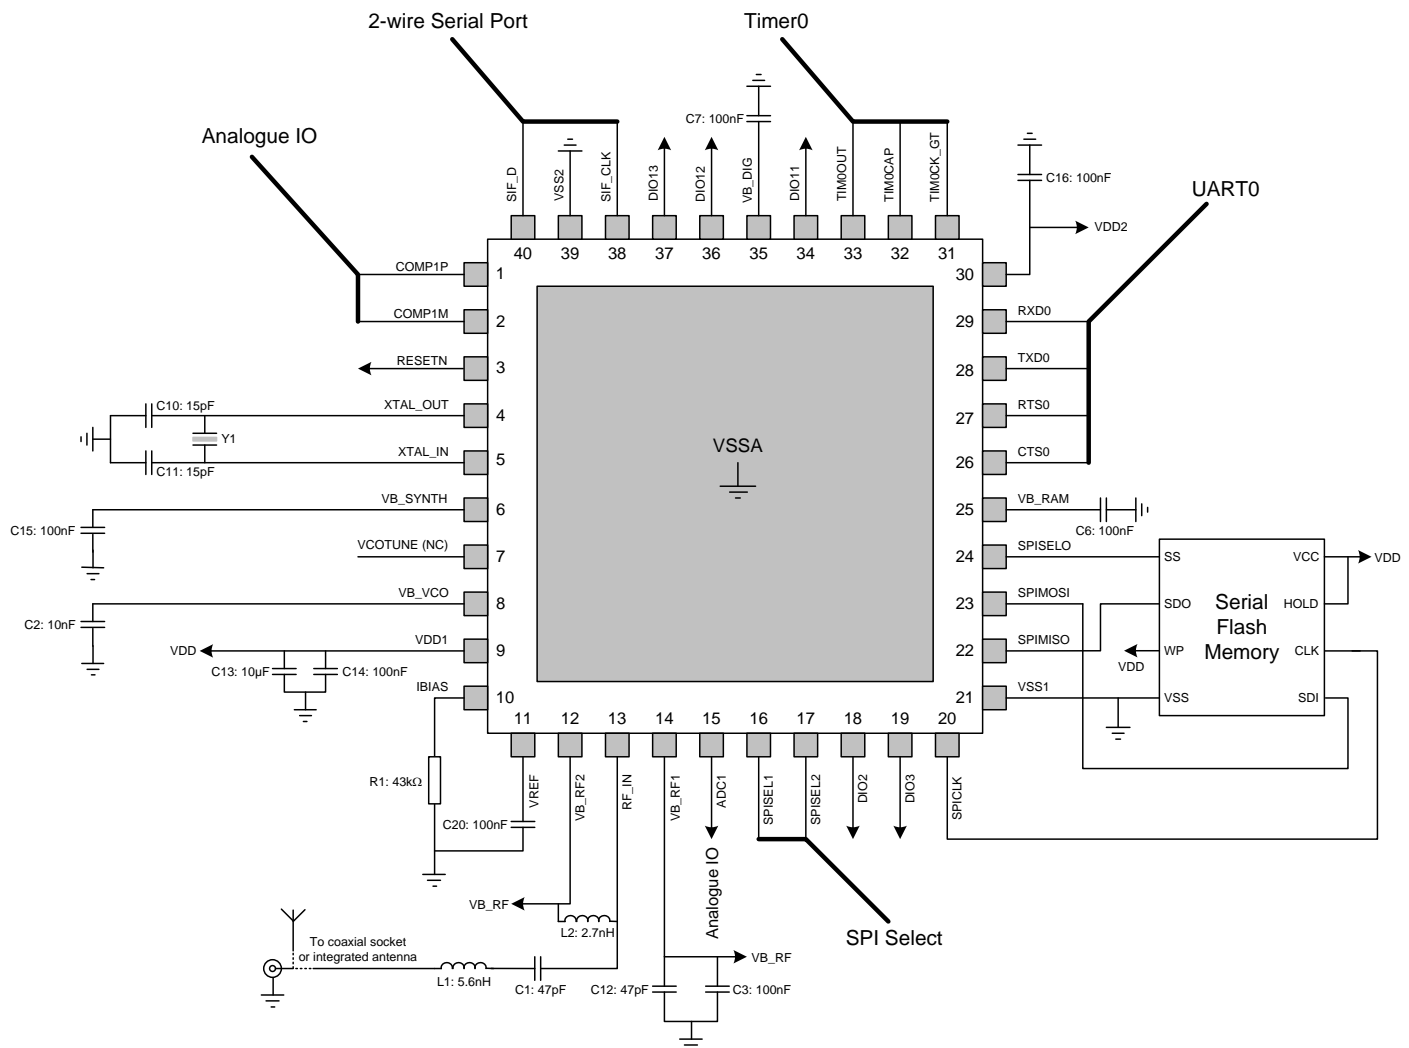 2-wire Serial Port
Timer0
Analogue IO
UART0
C7: 100nF
C16: 100nF
VDD2
SIF_D
VSS2
SIF_CLK
DIO13
DIO12
VB_DIG
DIO11
TIM0OUT
TIM0CAP
TIM0CK_GT
40
39
38
37
36
35
34
33
32
31
COMP1P
1
COMP1M
2
RESETN
3
C10: 15pF
XTAL_OUT
4
Y1
C11: 15pF
XTAL_IN
5
VB_SYNTH
6
C15: 100nF
VCOTUNE (NC)
7
VB_VCO
8
C2: 10nF
VDD
VDD1
9
C13: 10µF
C14: 100nF
IBIAS
10
VSSA
30
29
RXD0
28
TXD0
27
RTS0
26
CTS0
25
VB_RAM
C6: 100nF
24
SPISELO
23
SPIMOSI
22
SPIMISO
21
VSS1
SS
SDO
WP
VDD
VSS
Serial
Flash
Memory
VCC
HOLD
CLK
SDI
VDD
11
12
13
14
15
16
17
18
19
20
VREF
VB_RF2
RF_IN
VB_RF1
ADC1
SPISEL1
SPISEL2
DIO2
DIO3
SPICLK
R1: 43kΩ
C20: 100nF
VB_RF
L2: 2.7nH
Analogue IO
SPI Select
To coaxial socket
or integrated antenna
L1: 5.6nH
C1: 47pF
C12: 47pF
VB_RF
C3: 100nF